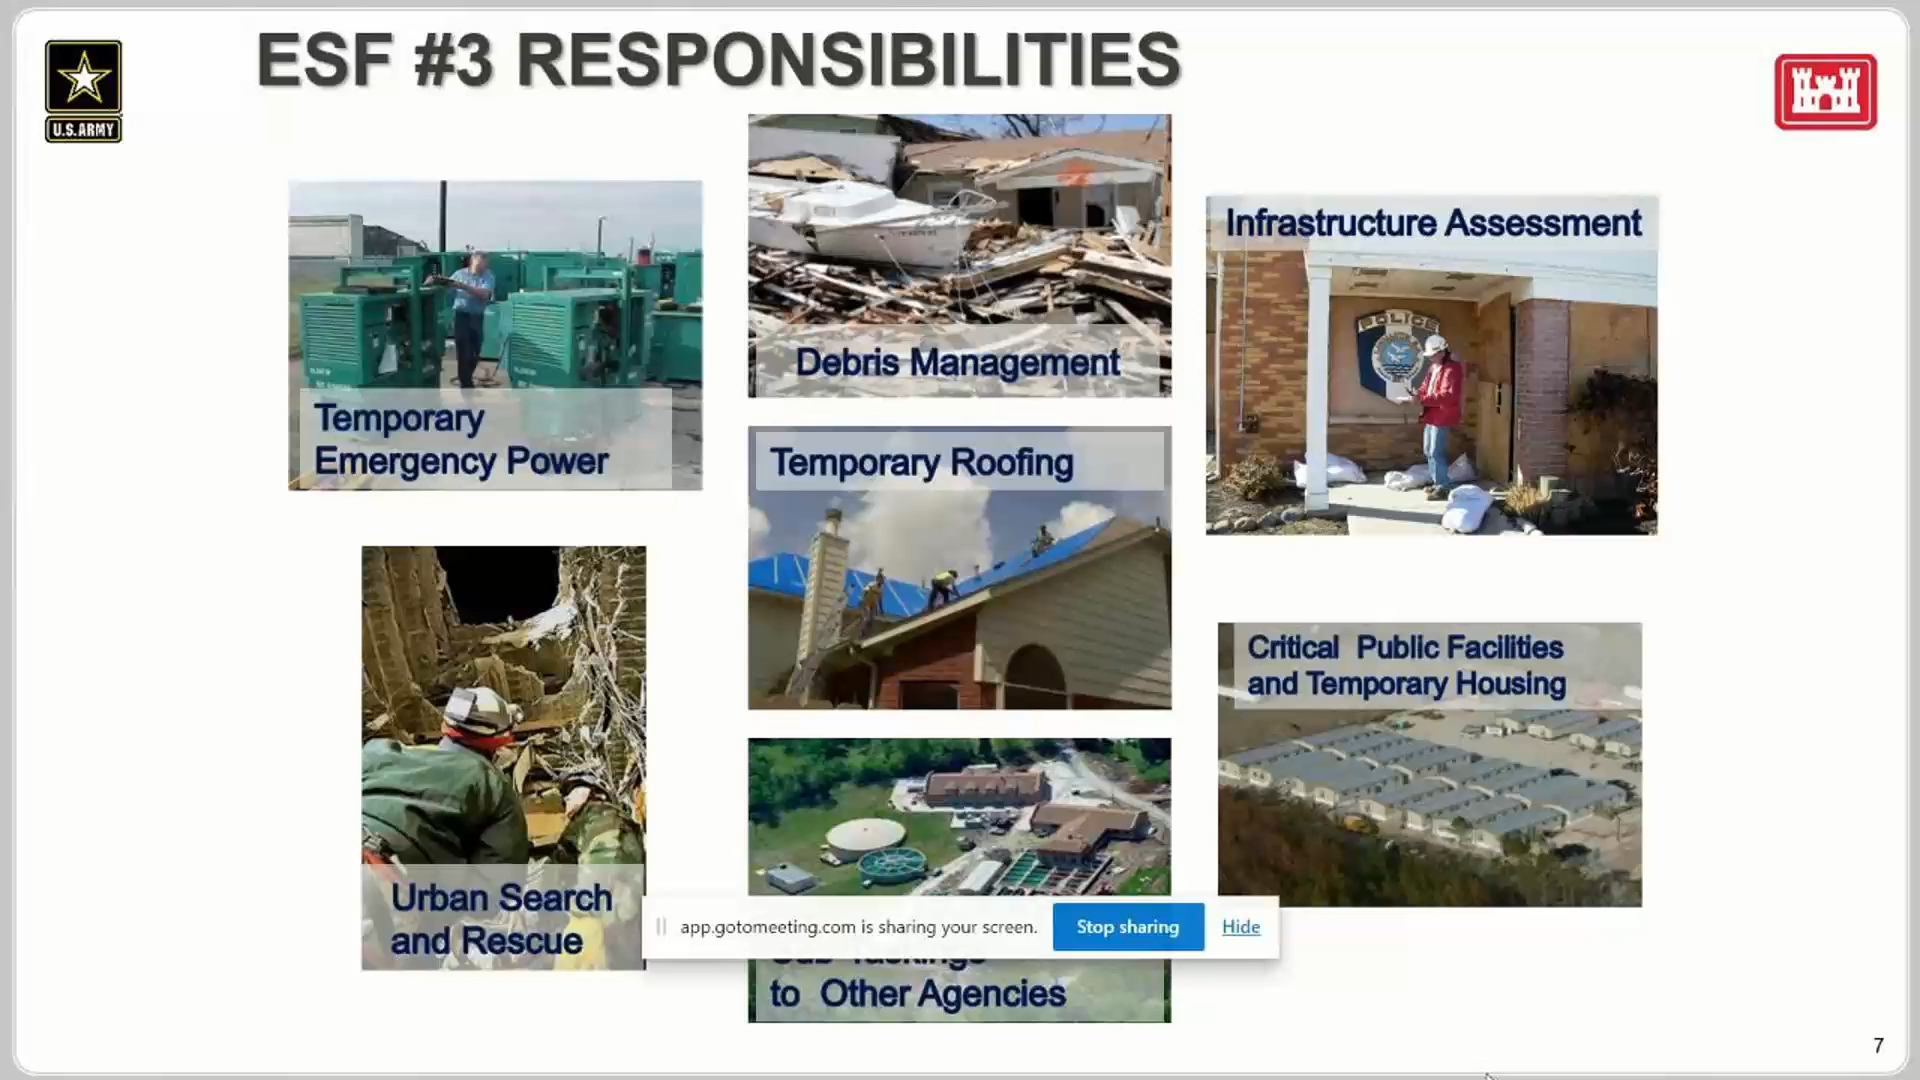 ESF #3 RESPONSIBILITIES
U.S.ARMY
Infrastructure Assessment
POLICE
Debris Management
Temporary
Emergency Power
Temporary Roofing
Critical Public Facilities
and Temporary Housing
Urban Search
and Rescue
app.gotomeeting.com is sharing your screen.
Stop sharing
Hide
to Other Agencies
7